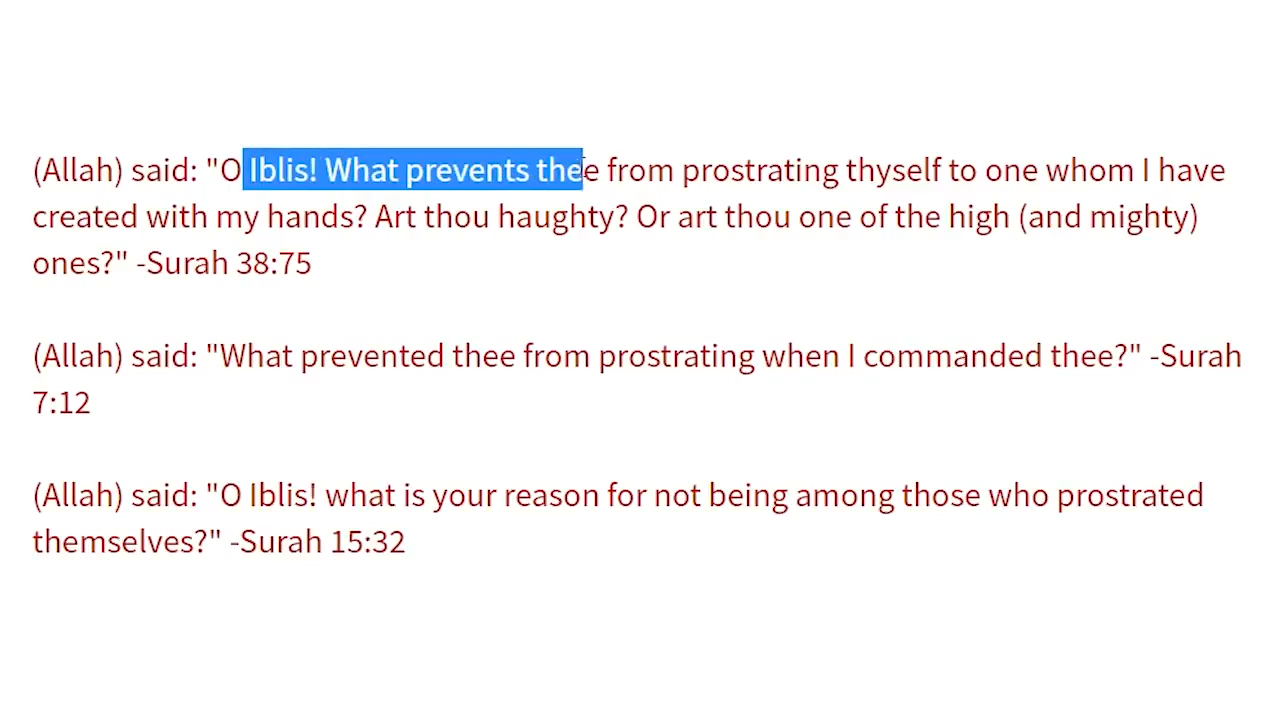 (Allah) said: "O Iblis! What prevents thee from prostrating thyself to one whom I have
created with my hands? Art thou haughty? Or art thou one of the high (and mighty)
ones?" -Surah 38:75
(Allah) said: "What prevented thee from prostrating when I commanded thee?" -Surah
7:12
(Allah) said: "O Iblis! what is your reason for not being among those who prostrated
themselves?" -Surah 15:32